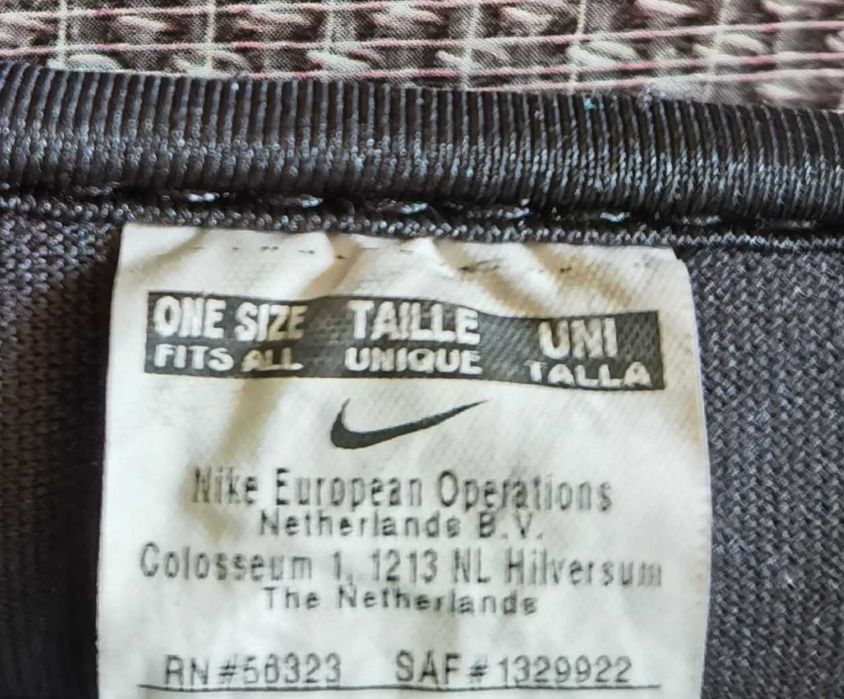 ONE SIZE TAILLE UNI
FITS ALL UNIQUE TALLA
Nike European Operations
Netherlands B.V.
Colosseum 1, 1213 NL Hilversum
The Netherlands
RN#56323 SAF#1329922